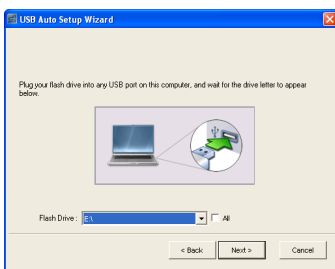 USB Auto Setup Wizard
Plug your flash drive into any USB port on this computer, and wait for the drive letter to appear
below.
Flash Drive : E:\ All
< Back Next > Cancel